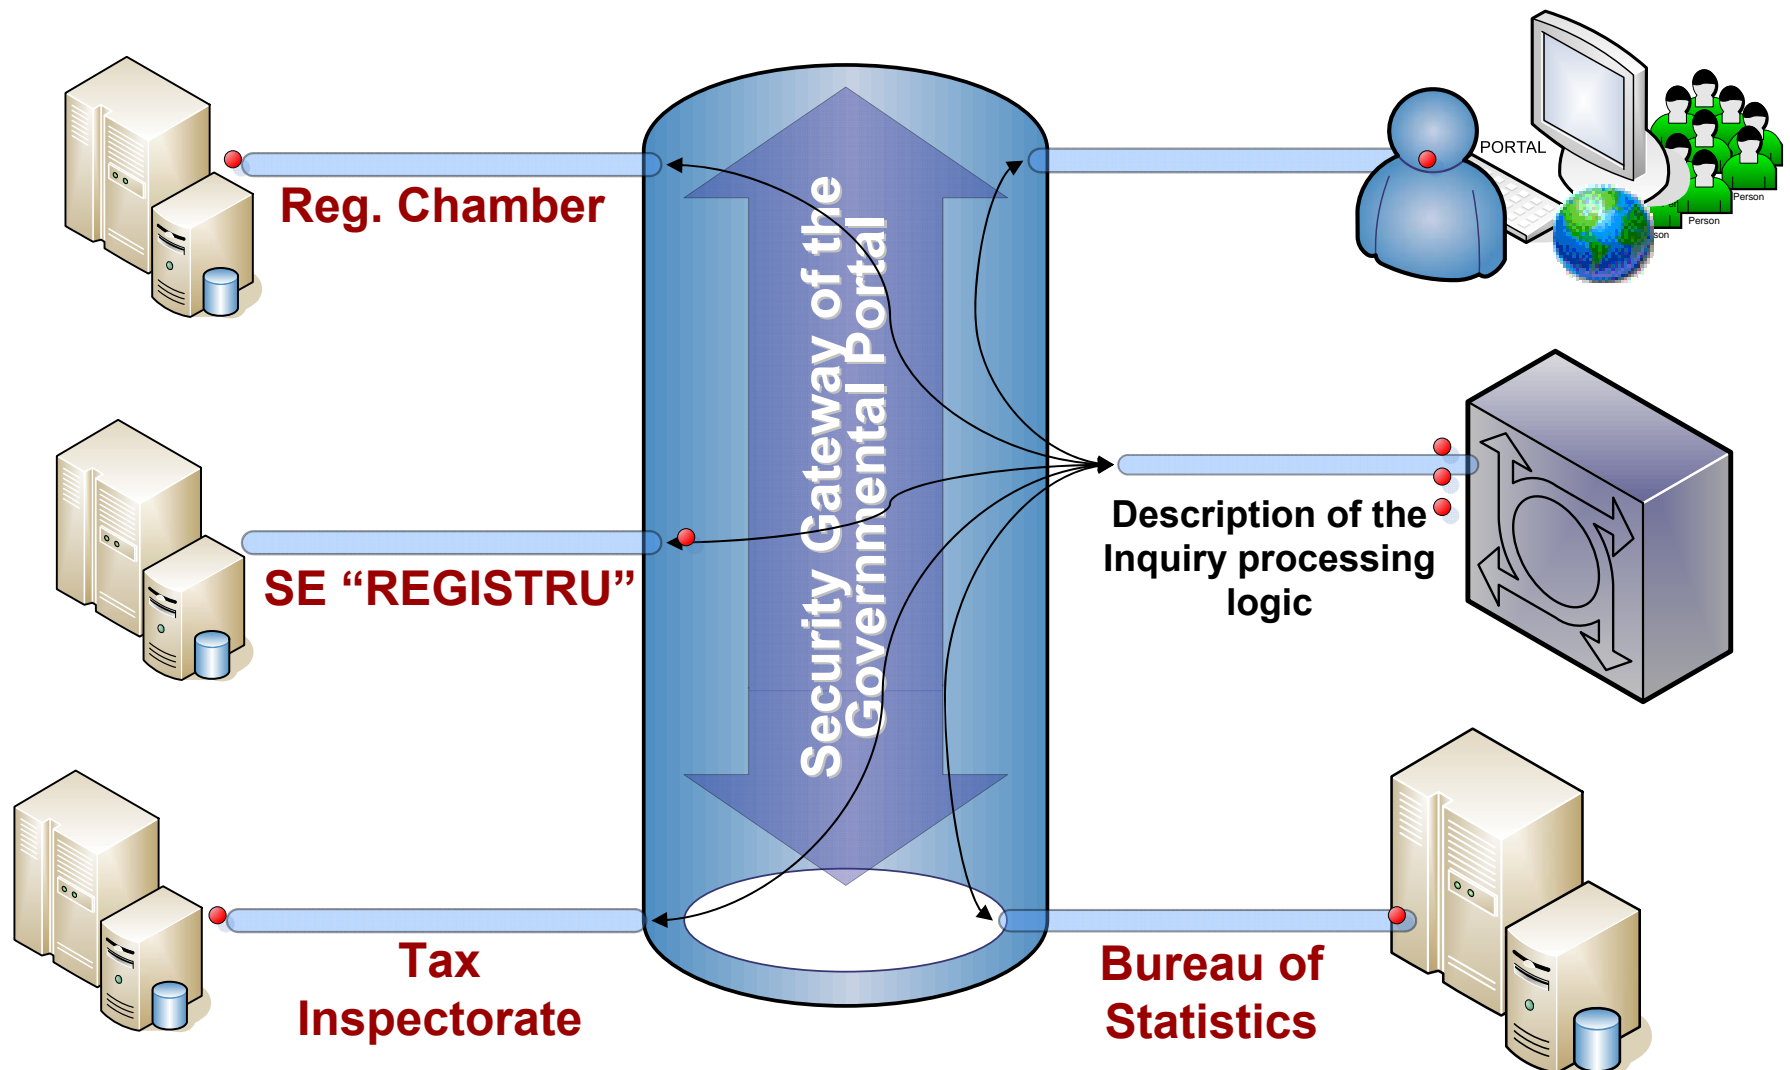 PORTAL
Person
Person
son
Reg. Chamber
Security Gateway of the
Governmental Portal
Description of the
Inquiry processing
logic
SE “REGISTRU”
Tax
Inspectorate
Bureau of
Statistics